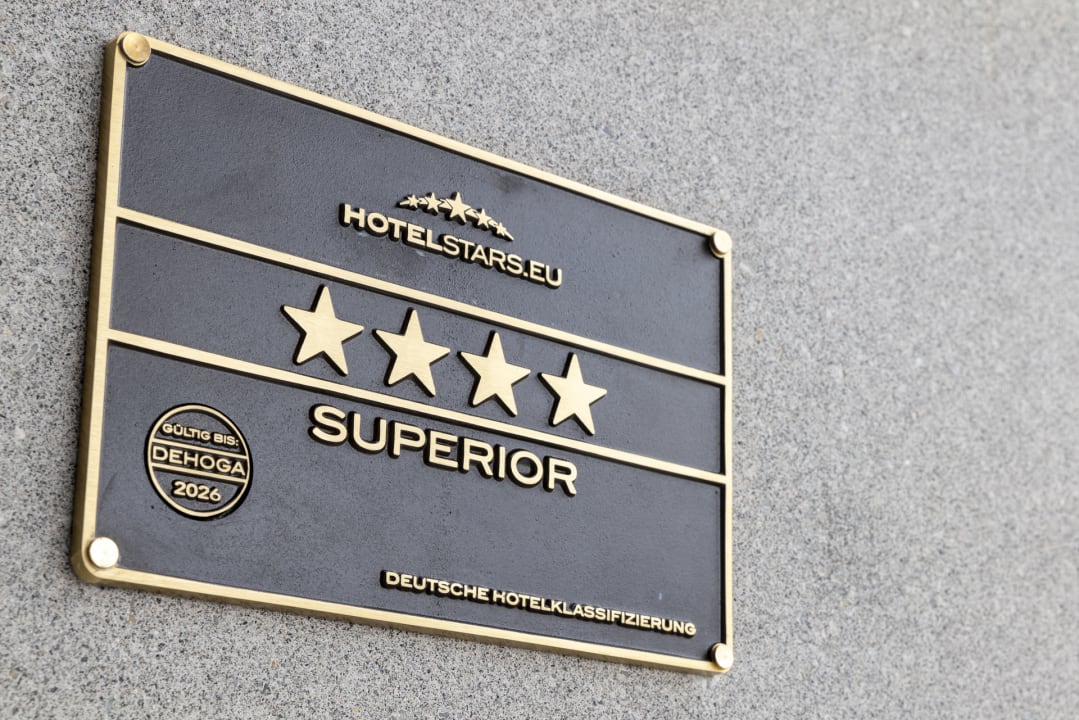 HOTELSTARS.EU
SUPERIOR
GÜLTIG BIS:
DEHOGA
2026
DEUTSCHE HOTELKLASSIFIZIERUNG